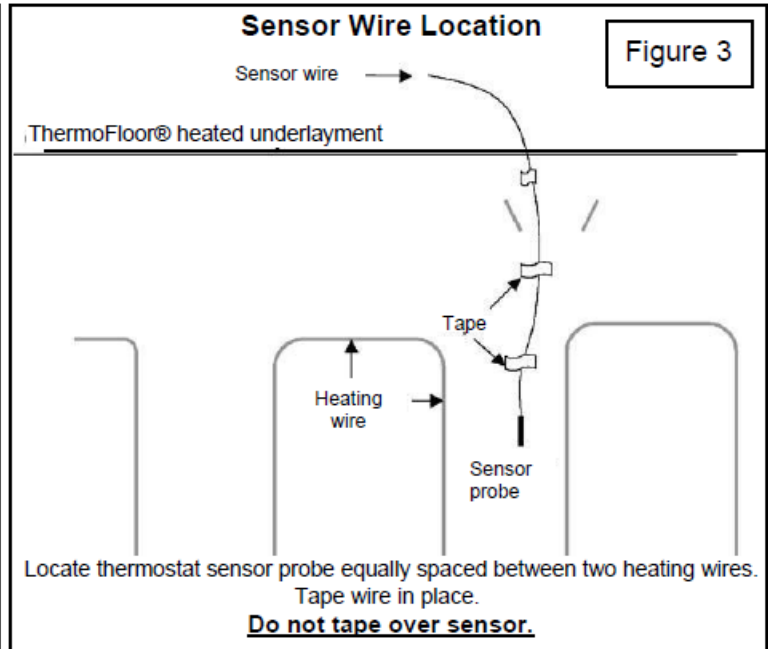 Sensor Wire Location
Figure 3
Sensor wire
ThermoFloor® heated underlayment
Tape
Heating
wire
Sensor
probe
Locate thermostat sensor probe equally spaced between two heating wires.
Tape wire in place.
Do not tape over sensor.